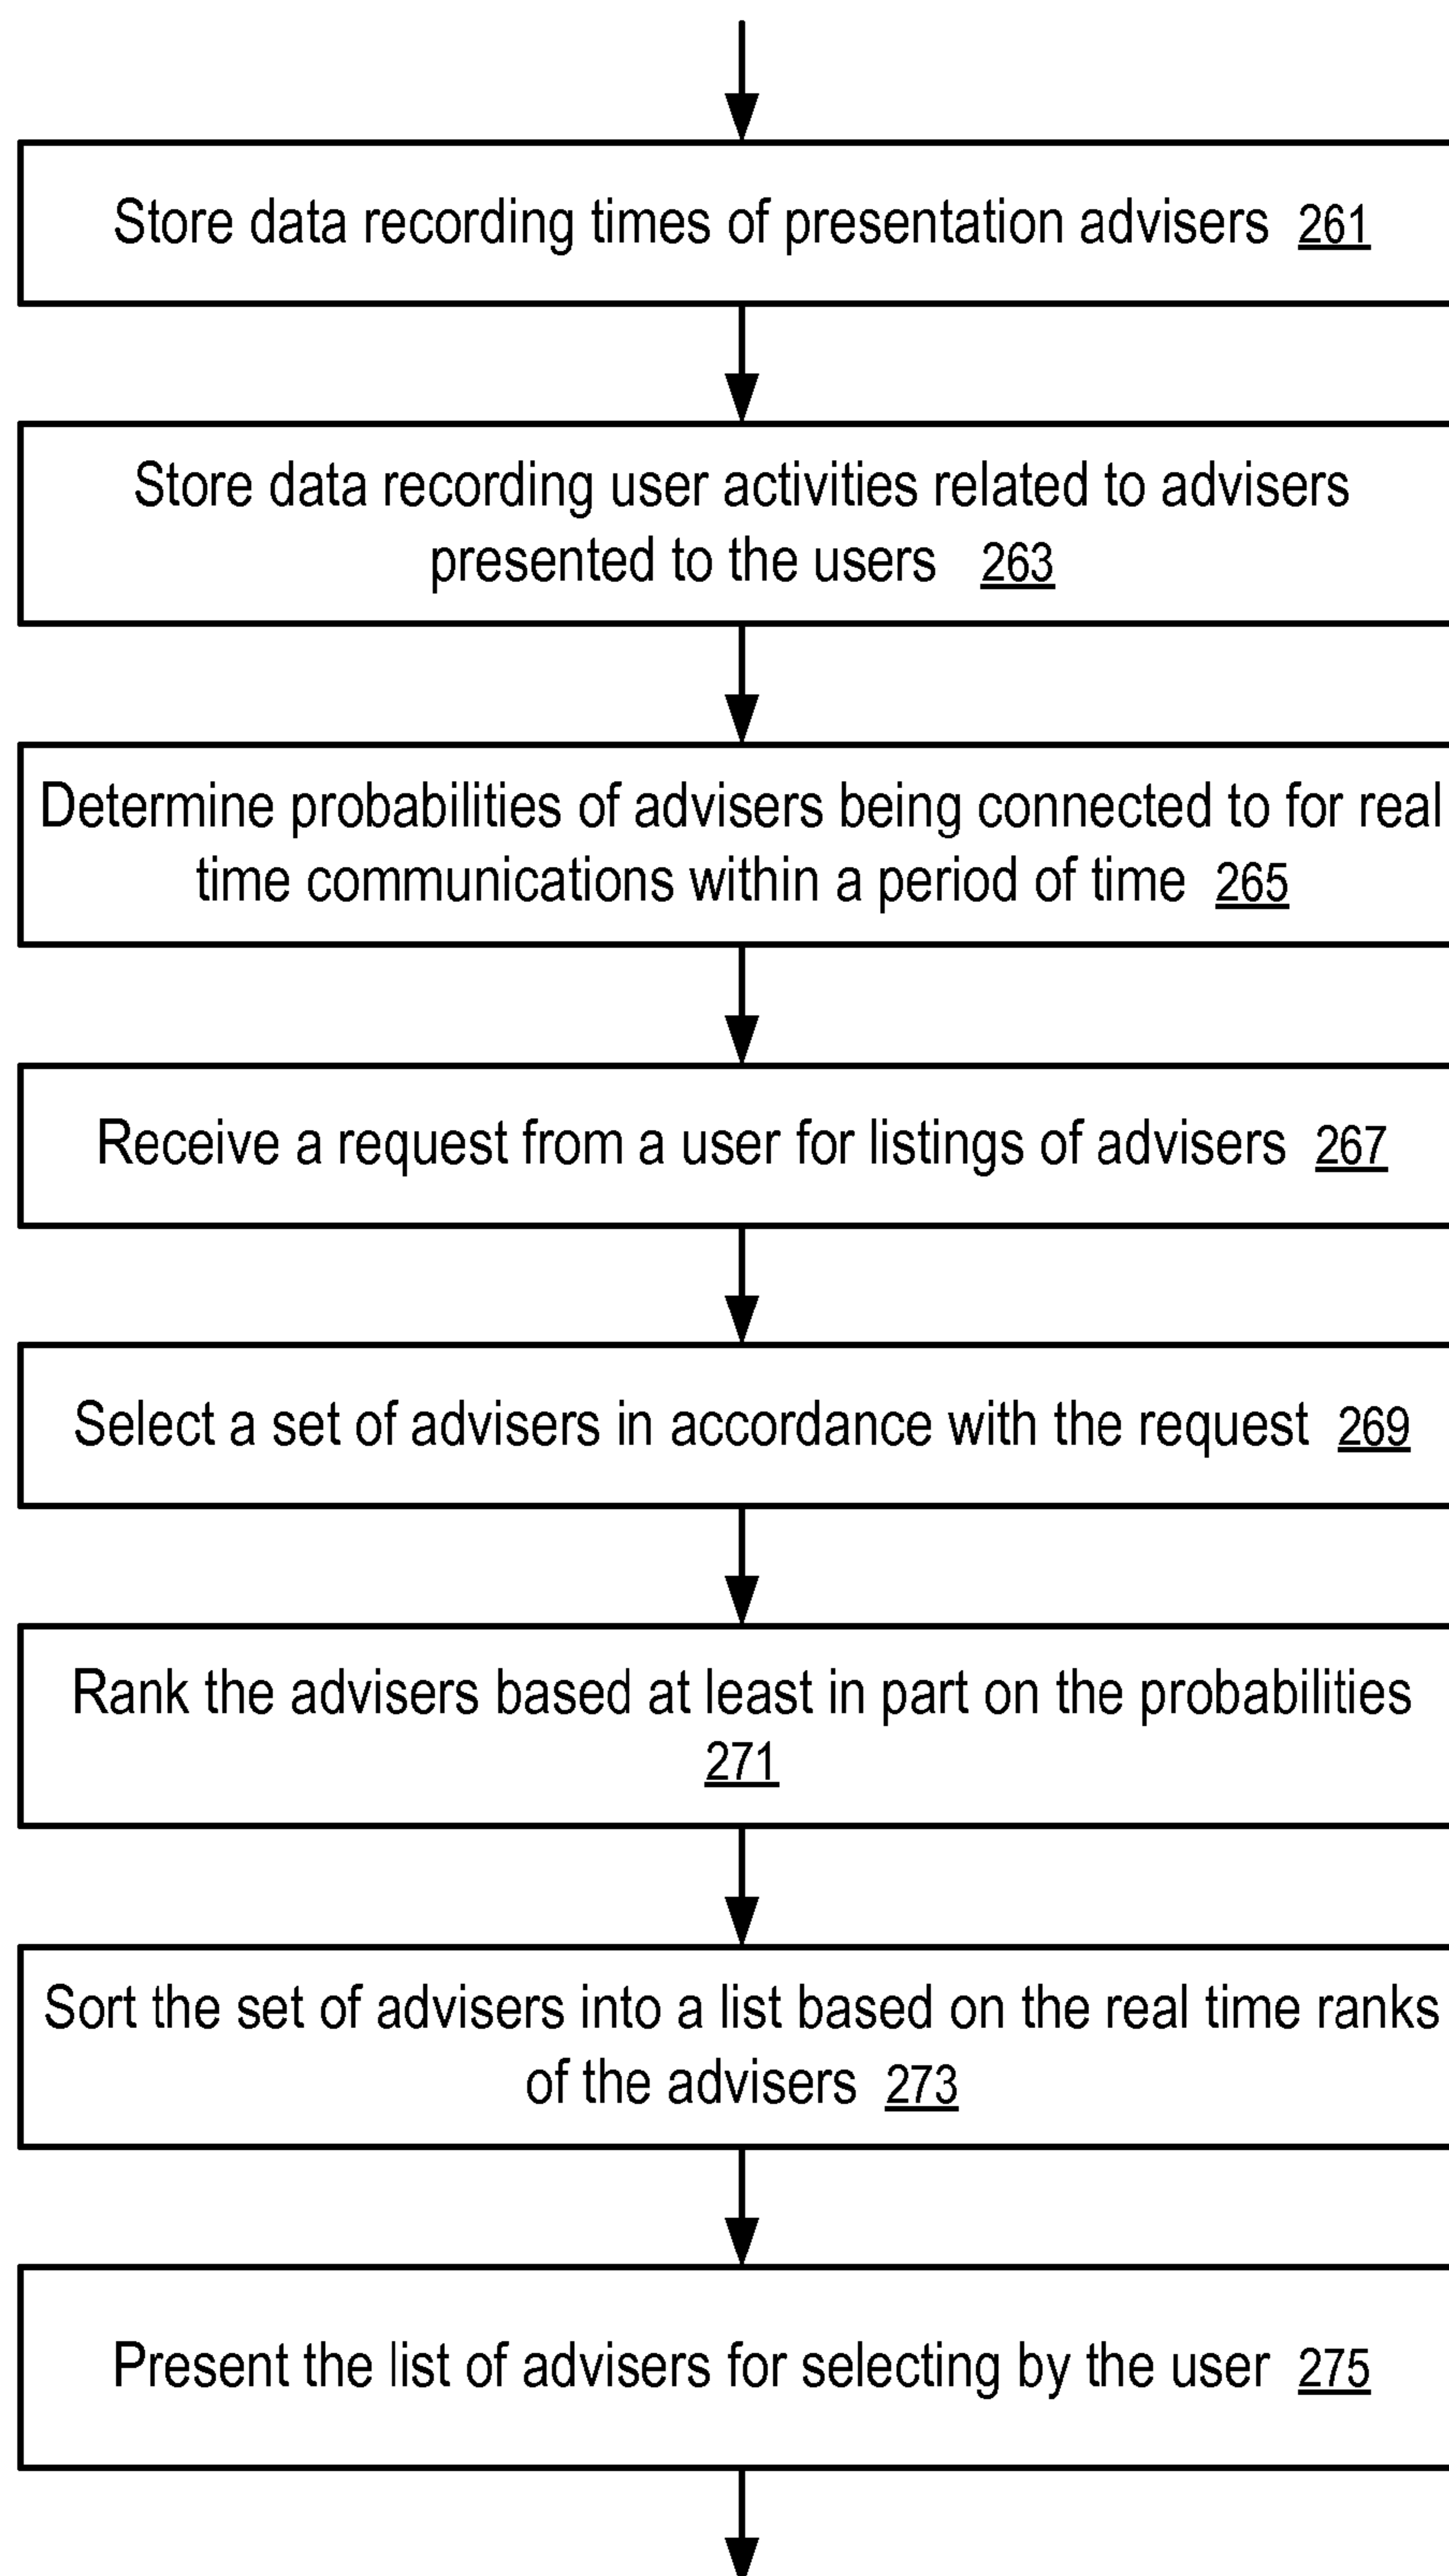 Store data recording times of presentation advisers 261
Store data recording user activities related to advisers
presented to the users 263
Determine probabilities of advisers being connected to for real
time communications within a period of time 265
Receive a request from a user for listings of advisers 267
Select a set of advisers in accordance with the request 269
Rank the advisers based at least in part on the probabilities
271
Sort the set of advisers into a list based on the real time ranks
of the advisers 273
Present the list of advisers for selecting by the user 275